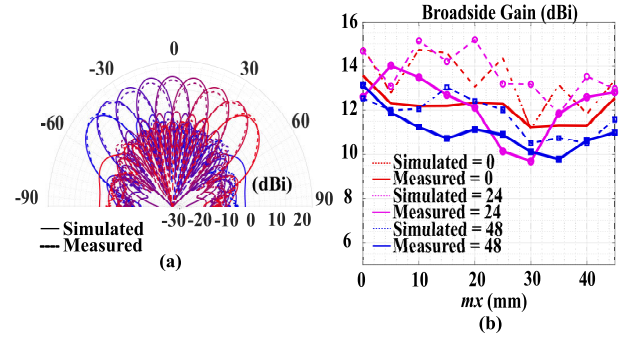 (a)
0
-30
30
-60
60
-90
90
(dBi)
-30 -20 -10 0 10 20
Simulated
Measured
(a)
Broadside Gain (dBi)
16
14
12
10
8
6
Simulated = 0
Measured = 0
Simulated = 24
Measured = 24
Simulated = 48
Measured = 48
0 10 20 30 40
mx (mm)
(b)
(b)